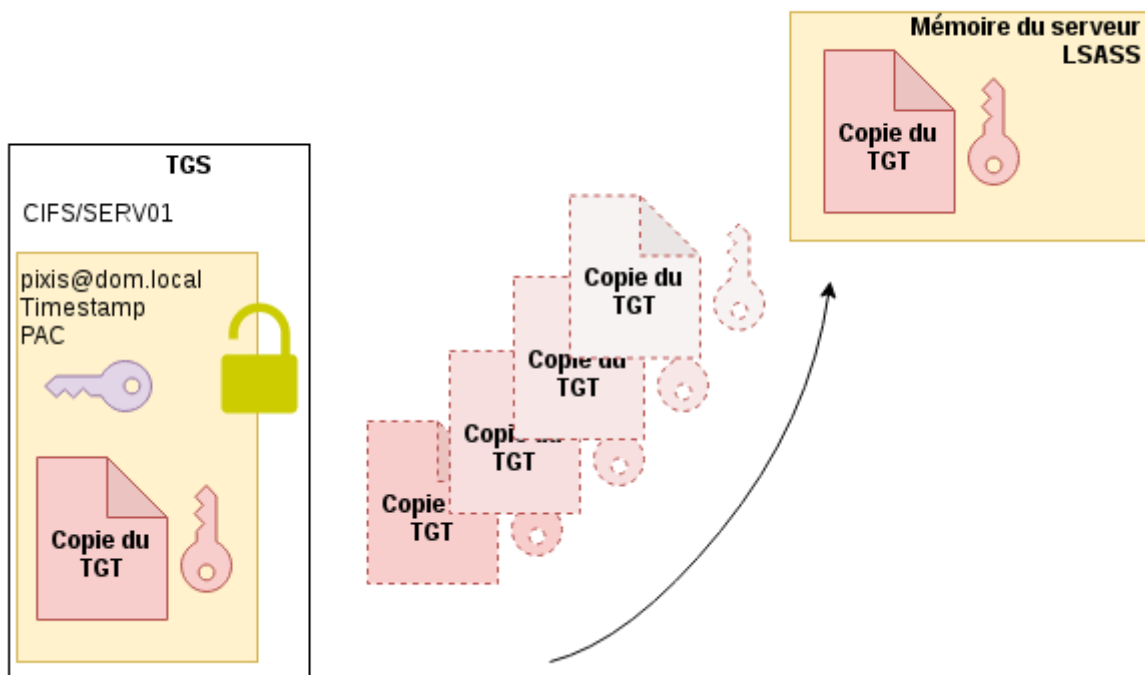 Mémoire du serveur
LSASS
Copie du
TGT
TGS
CIFS/SERV01
pixis@dom.local
Timestamp
PAC
Copie du
TGT
Copie du
TGT
Copie du
TGT
Copie du
TGT
Copie
TGT